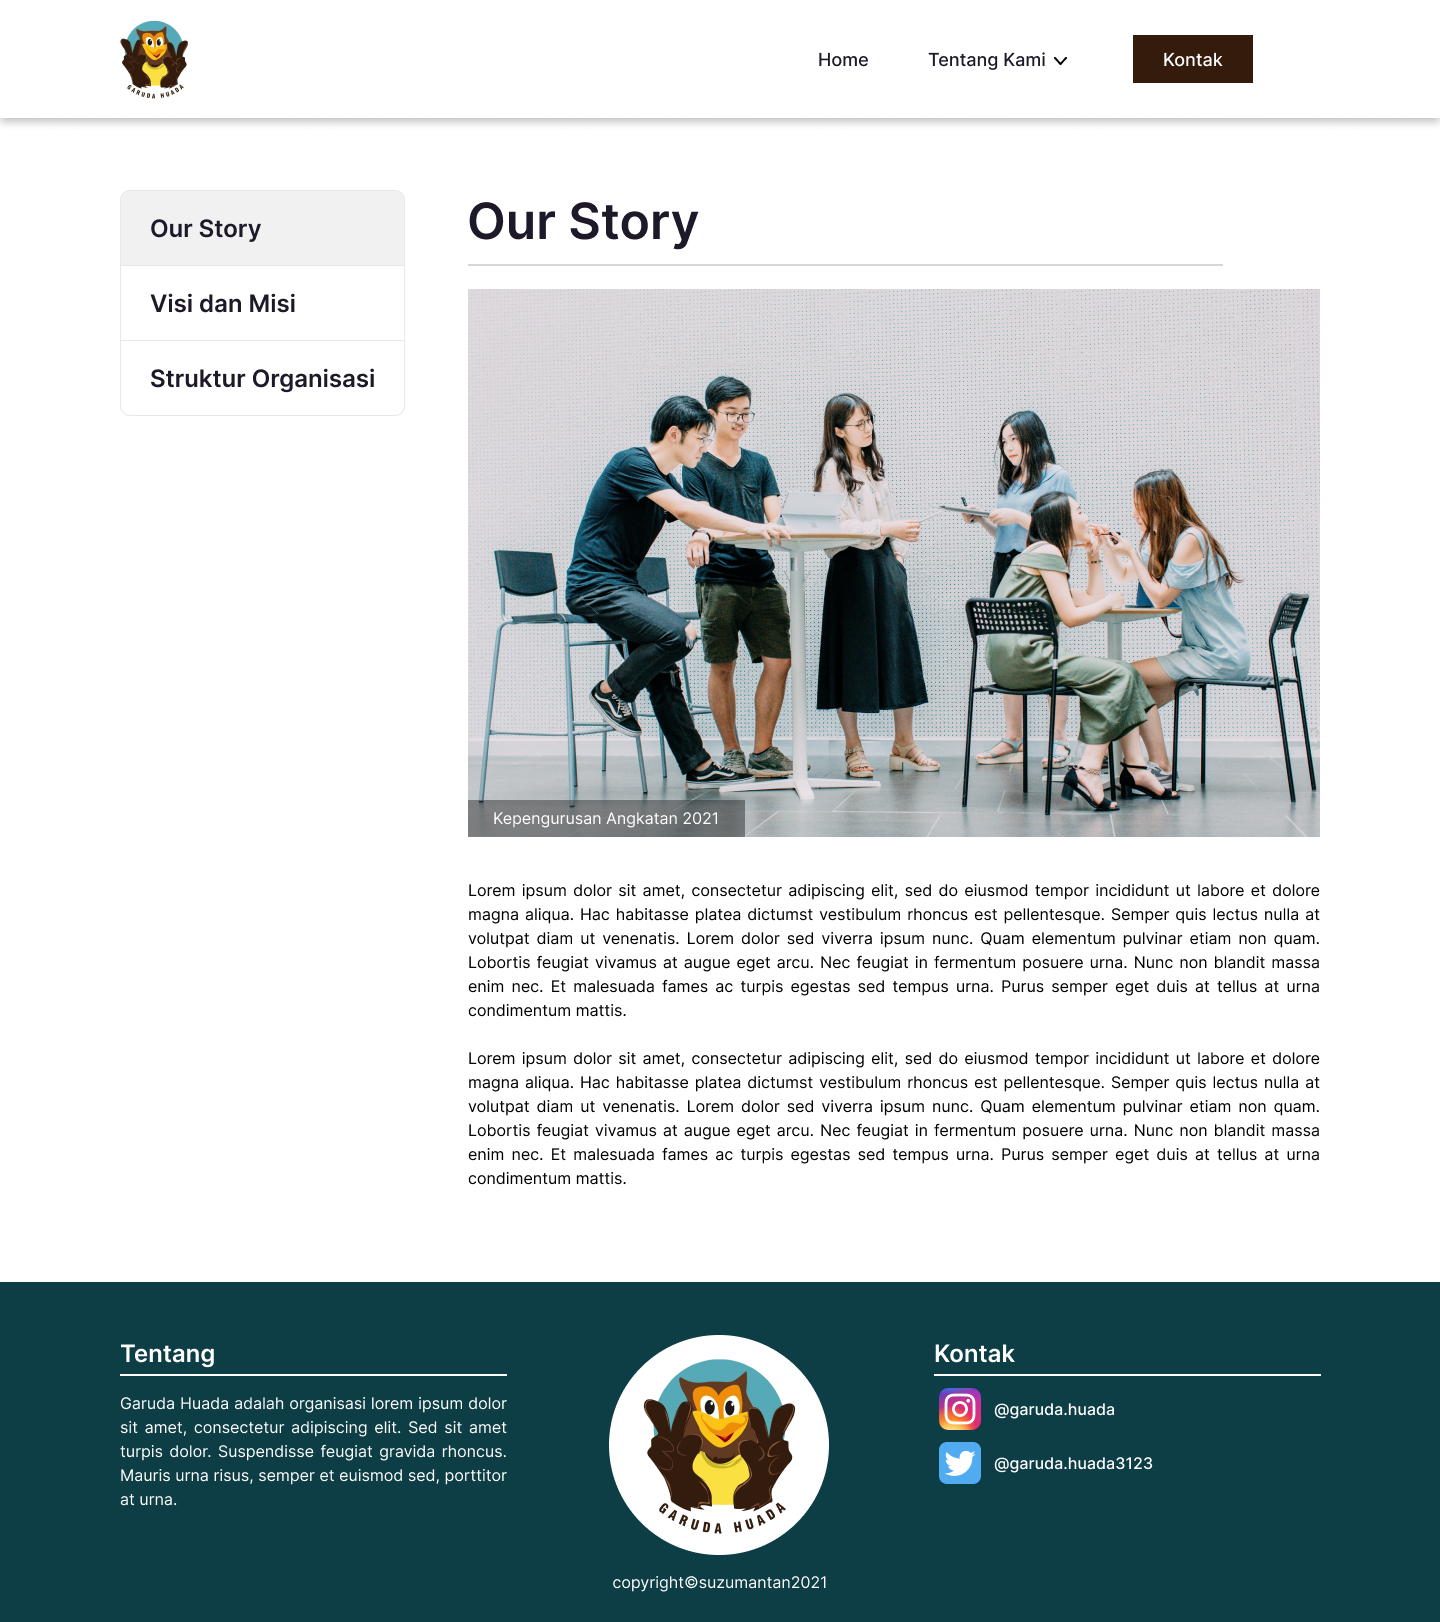 GARUDA HUADA
Home
Tentang Kami
Kontak
Our Story
Visi dan Misi
Struktur Organisasi
Our Story
Kepengurusan Angkatan 2021
Lorem ipsum dolor sit amet, consectetur adipiscing elit, sed do eiusmod tempor incididunt ut labore et dolore
magna aliqua. Hac habitasse platea dictumst vestibulum rhoncus est pellentesque. Semper quis lectus nulla at
volutpat diam ut venenatis. Lorem dolor sed viverra ipsum nunc. Quam elementum pulvinar etiam non quam.
Lobortis feugiat vivamus at augue eget arcu. Nec feugiat in fermentum posuere urna. Nunc non blandit massa
enim nec. Et malesuada fames ac turpis egestas sed tempus urna. Purus semper eget duis at tellus at urna
condimentum mattis.
Lorem ipsum dolor sit amet, consectetur adipiscing elit, sed do eiusmod tempor incididunt ut labore et dolore
magna aliqua. Hac habitasse platea dictumst vestibulum rhoncus est pellentesque. Semper quis lectus nulla at
volutpat diam ut venenatis. Lorem dolor sed viverra ipsum nunc. Quam elementum pulvinar etiam non quam.
Lobortis feugiat vivamus at augue eget arcu. Nec feugiat in fermentum posuere urna. Nunc non blandit massa
enim nec. Et malesuada fames ac turpis egestas sed tempus urna. Purus semper eget duis at tellus at urna
condimentum mattis.
Tentang
Garuda Huada adalah organisasi lorem ipsum dolor
sit amet, consectetur adipiscing elit. Sed sit amet
turpis dolor. Suspendisse feugiat gravida rhoncus.
Mauris urna risus, semper et euismod sed, porttitor
at urna.
GARUDA HUADA
copyright©suzumantan2021
Kontak
@garuda.huada
@garuda.huada3123